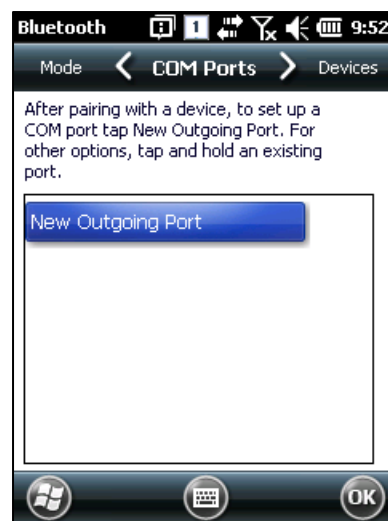 Bluetooth 1 9:52
Mode COM Ports Devices
After pairing with a device, to set up a
COM port tap New Outgoing Port. For
other options, tap and hold an existing
port.
New Outgoing Port
OK